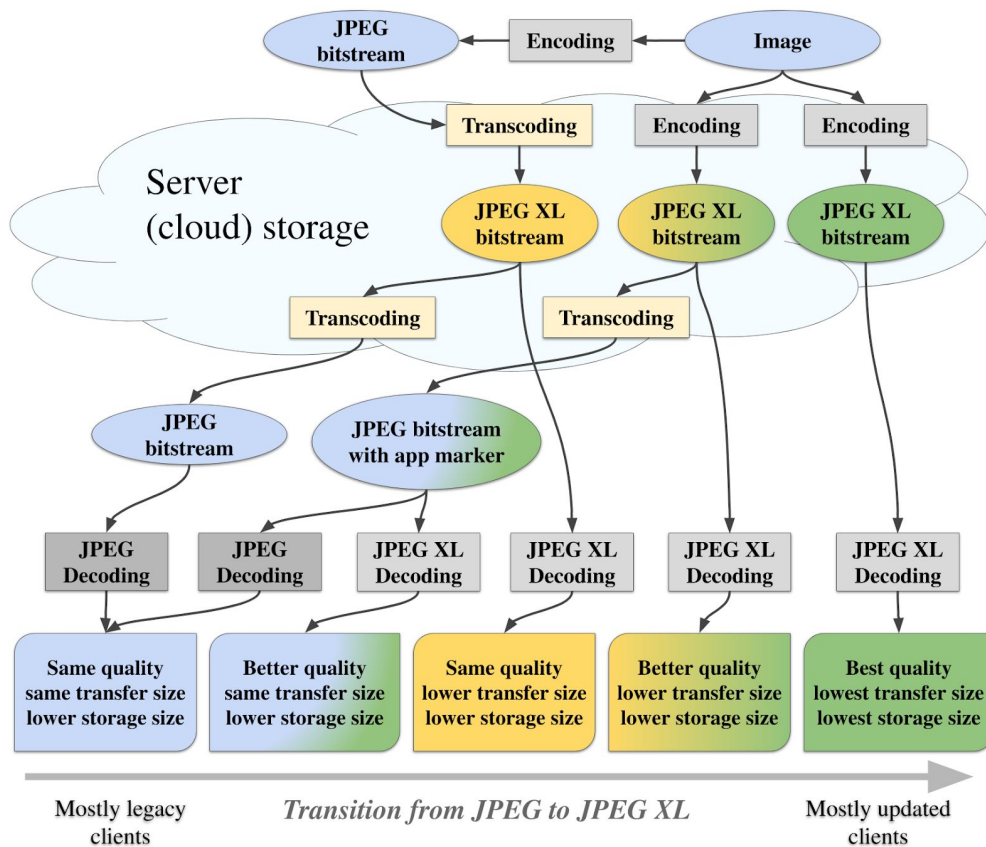 JPEG
bitstream
Encoding
Image
Transcoding
Encoding
Encoding
Server
(cloud) storage
JPEG XL
bitstream
JPEG XL
bitstream
JPEG XL
bitstream
Transcoding
Transcoding
JPEG
bitstream
JPEG bitstream
with app marker
JPEG
Decoding
JPEG
Decoding
JPEG XL
Decoding
JPEG XL
Decoding
JPEG XL
Decoding
JPEG XL
Decoding
Same quality
same transfer size
lower storage size
Better quality
same transfer size
lower storage size
Same quality
lower transfer size
lower storage size
Better quality
lower transfer size
lower storage size
Best quality
lowest transfer size
lowest storage size
Mostly legacy
clients
Transition from JPEG to JPEG XL
Mostly updated
clients